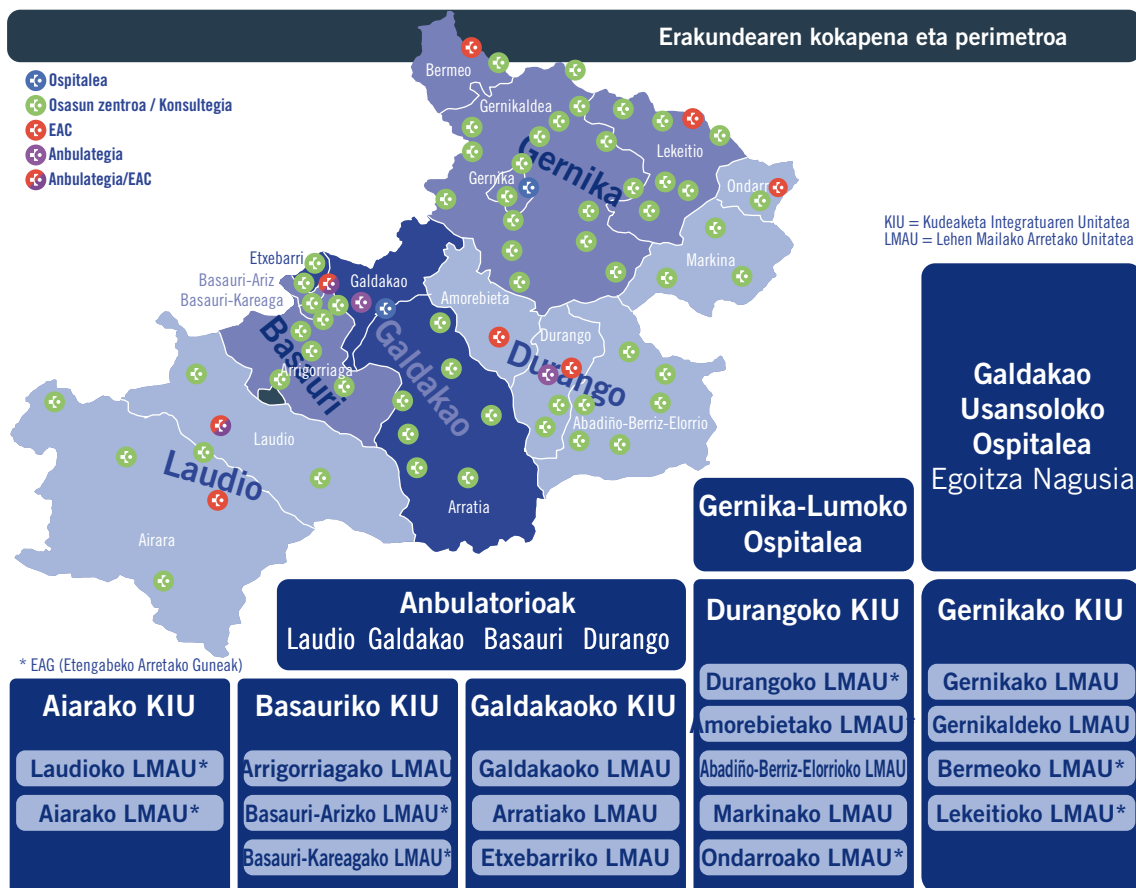 Erakundearen kokapena eta perimetroa
Ospitalea
Osasun zentroa / Konsultegia
EAC
Anbulategia
Anbulategia/EAC
Bermeo
Gernikaldea
Lekeitio
Gernika
Gernika
Ondarr
Markina
KIU = Kudeaketa Integratuaren Unitatea
LMAU = Lehen Mailako Arretako Unitatea
Etxebarri
Basauri-Ariz
Basauri-Kareaga
Galdakao
Amorebieta
Durango
Basauri
Galdakao
Durango
Arrigorriaga
Abadiño-Berriz-Elorrio
Laudio
Laudio
Arratia
Airara
Galdakao
Usansoloko
Ospitalea
Egoitza Nagusia
Gernika-Lumoko
Ospitalea
Anbulatorioak
Laudio Galdakao Basauri Durango
* EAG (Etengabeko Arretako Guneak)
Aiarako KIU
Laudioko LMAU*
Aiarako LMAU*
Basauriko KIU
Arrigorriagako LMAU
Basauri-Arizko LMAU*
Basauri-Kareagako LMAU*
Galdakaoko KIU
Galdakaoko LMAU
Arratiako LMAU
Etxebarriko LMAU
Durangoko KIU
Durangoko LMAU*
Amorebietako LMAU*
Abadiño-Berriz-Elorrioko LMAU
Markinako LMAU
Ondarroako LMAU*
Gernikako KIU
Gernikako LMAU
Gernikaldeko LMAU
Bermeoko LMAU*
Lekeitioko LMAU*